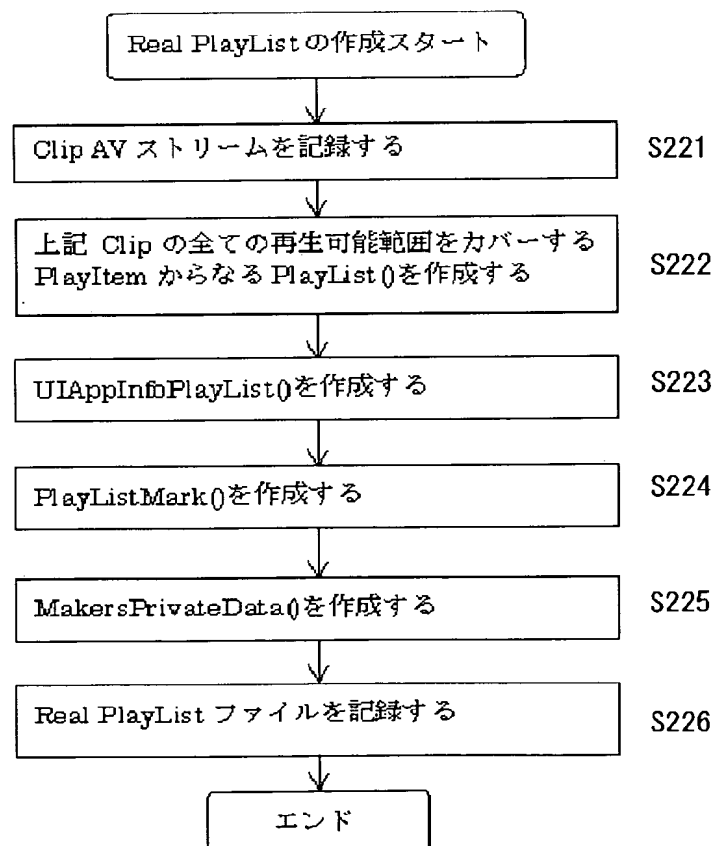 Real PlayListの作成スタート
Clip AV ストリームを記録する
S221
上記 Clip の全ての再生可能範囲をカバーする
PlayItem からなる PlayList()を作成する
S222
UIAppInfoPlayList()を作成する
S223
PlayListMark()を作成する
S224
MakersPrivateData()を作成する
S225
Real PlayList ファイルを記録する
S226
エンド